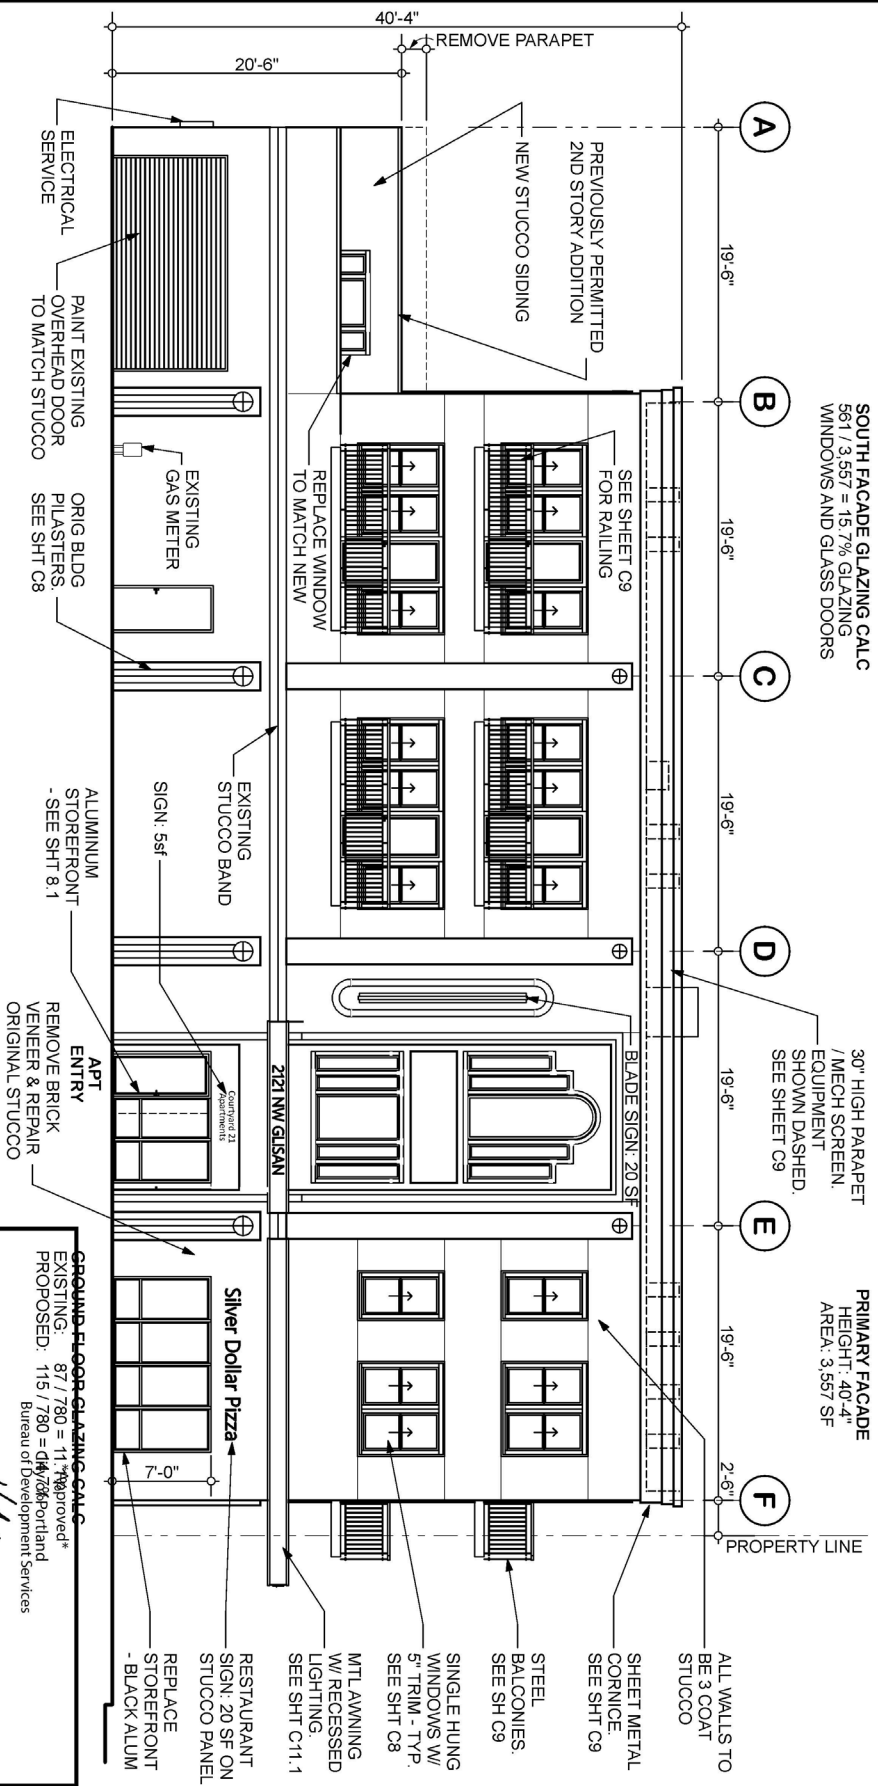 SOUTH FACADE GLAZING CALC
561 / 3,557 = 15.7% GLAZING
WINDOWS AND GLASS DOORS
PRIMARY FACADE
HEIGHT: 40'-4"
AREA: 3,557 SF
A
B
C
D
E
F
19'-6"
19'-6"
19'-6"
19'-6"
19'-6"
2'-6"
PROPERTY LINE
40'-4"
REMOVE PARAPET
20'-6"
PREVIOUSLY PERMITTED
2ND STORY ADDITION
NEW STUCCO SIDING
SEE SHEET C9
FOR RAILING
REPLACE WINDOW
TO MATCH NEW
30" HIGH PARAPET
/ MECH SCREEN.
EQUIPMENT
SHOWN DASHED.
SEE SHEET C9
BLADE SIGN: 20 SF
ALL WALLS TO
BE 3 COAT
STUCCO
SHEET METAL
CORNICE.
SEE SHT C9
STEEL
BALCONIES.
SEE SH C9
SINGLE HUNG
WINDOWS W/
5" TRIM - TYP.
SEE SHT C8
MTL AWNING
W/ RECESSED
LIGHTING.
SEE SHT C11.1
RESTAURANT
SIGN: 20 SF ON
STUCCO PANEL
REPLACE
STOREFRONT
- BLACK ALUM
2121 NW GLISAN
Courtyard 21
Apartments
Silver Dollar Pizza
7'-0"
EXISTING
STUCCO BAND
SIGN: 5sf
EXISTING
GAS METER
ELECTRICAL
SERVICE
PAINT EXISTING
OVERHEAD DOOR
TO MATCH STUCCO
ORIG BLDG
PILASTERS.
SEE SHT C8
ALUMINUM
STOREFRONT
- SEE SHT 8.1
APT
ENTRY
REMOVE BRICK
VENEER & REPAIR
ORIGINAL STUCCO
GROUND FLOOR GLAZING CALC
EXISTING: 87 / 780 =
PROPOSED: 115 / 780 =
*Approved*
City of Portland
Bureau of Development Services